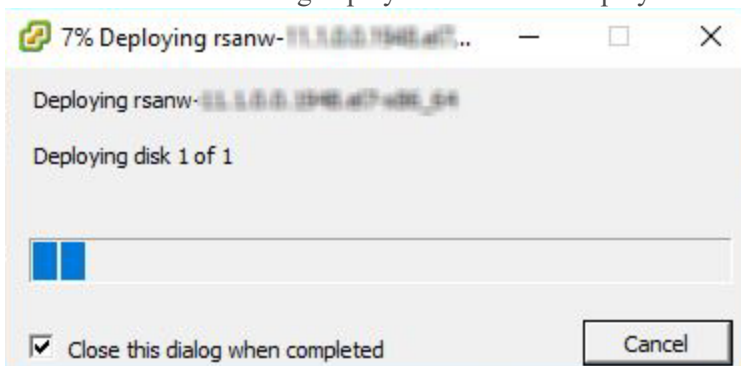 7% Deploying rsanw-
Deploying rsanw-
Deploying disk 1 of 1
Close this dialog when completed
Cancel